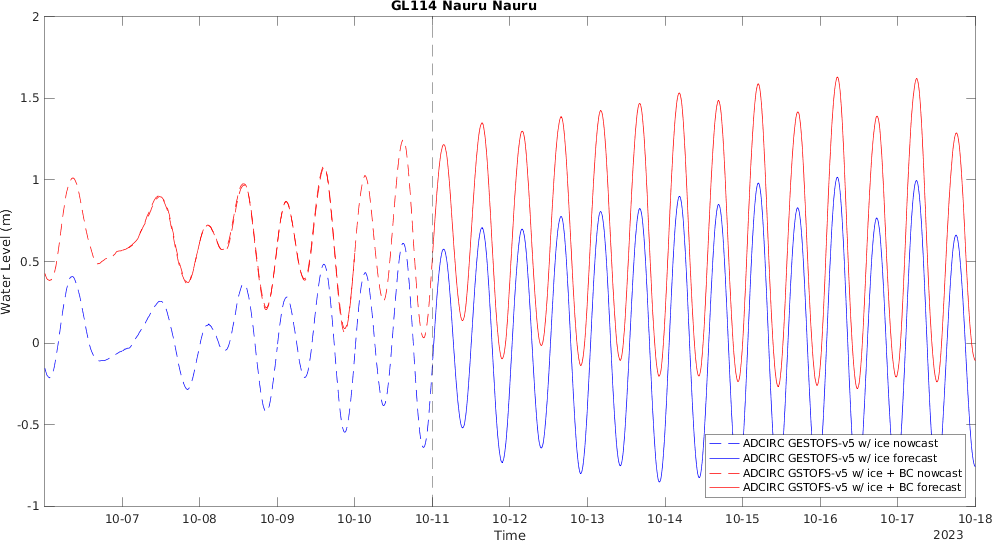 GL114 Nauru Nauru
2
1.5
1
0.5
0
-0.5
-1
Water Level (m)
ADCIRC GESTOFS-v5 w/ ice nowcast
ADCIRC GESTOFS-v5 w/ ice forecast
ADCIRC GSTOFS-v5 w/ ice + BC nowcast
ADCIRC GSTOFS-v5 w/ ice + BC forecast
10-07 10-08 10-09 10-10 10-11 10-12 10-13 10-14 10-15 10-16 10-17 10-18
Time
2023